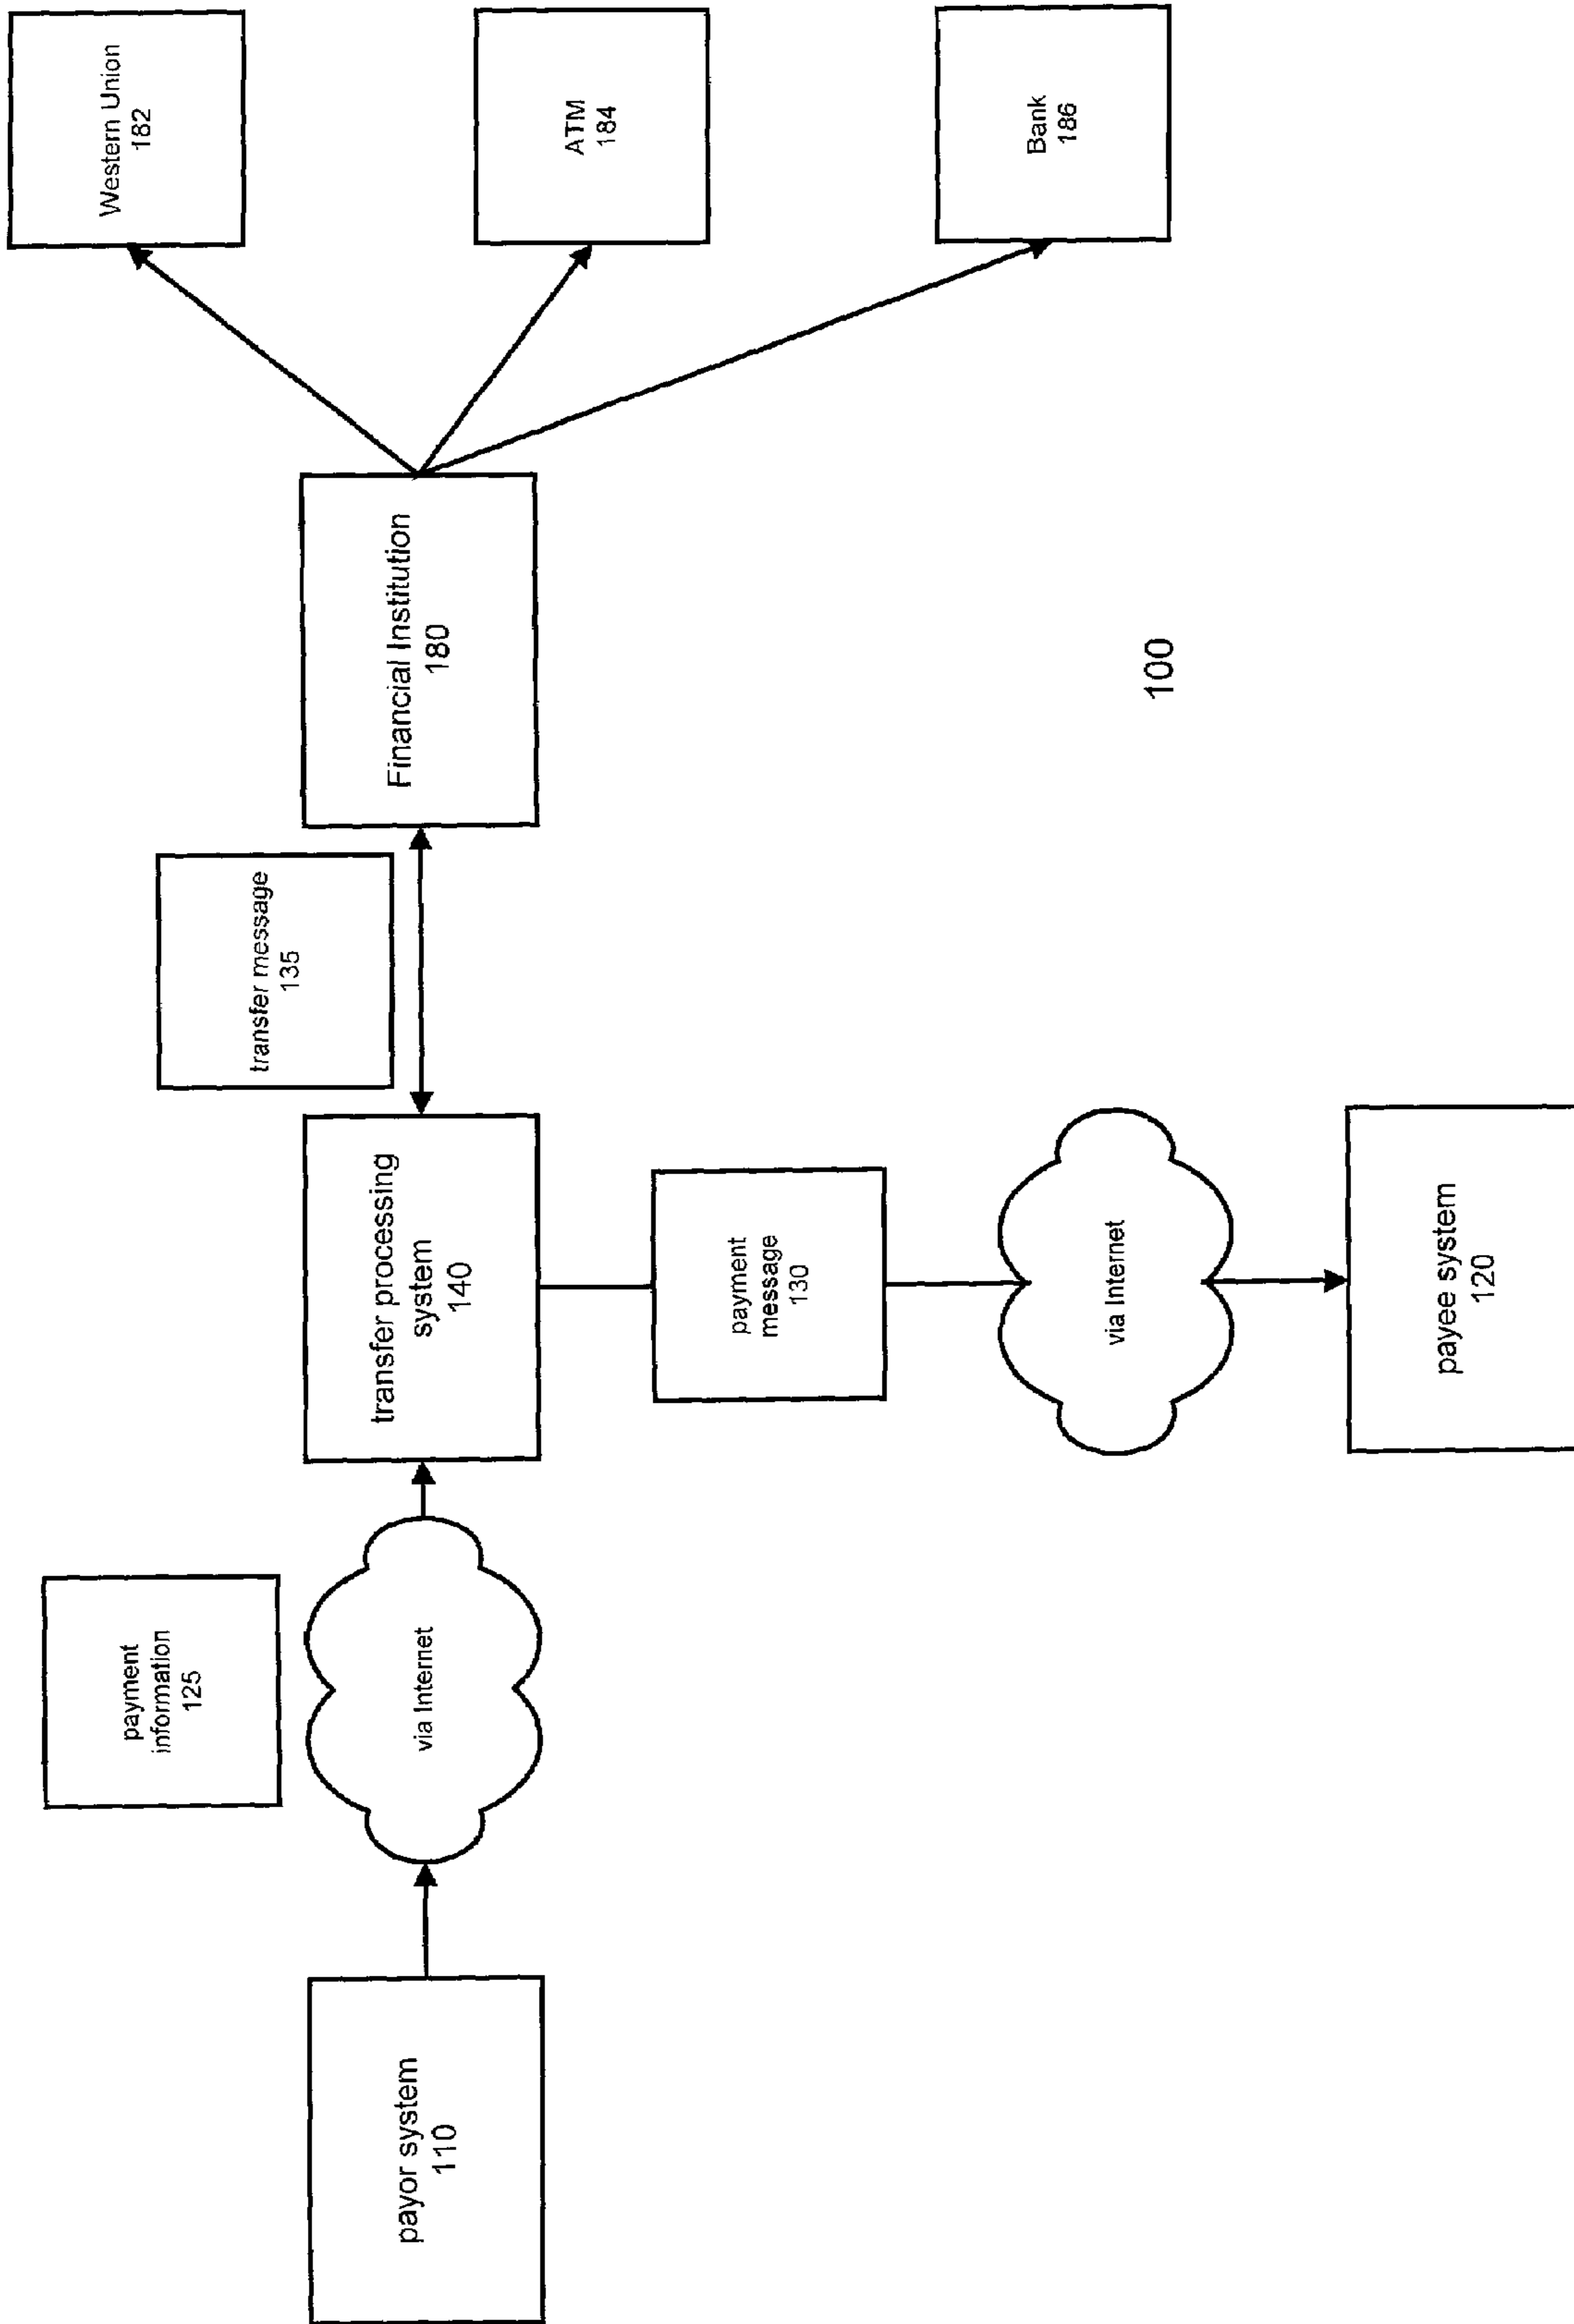 payor system
110
payment
information
125
via Internet
transfer processing
system
140
transfer message
135
Financial Institution
180
Western Union
182
ATM
184
Bank
186
payment
message
130
via Internet
payee system
120
100